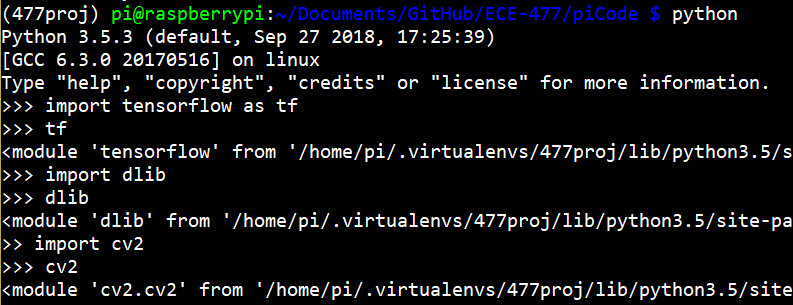 (477proj) pi@raspberrypi:~/Documents/GitHub/ECE-477/piCode $ python
Python 3.5.3 (default, Sep 27 2018, 17:25:39)
[GCC 6.3.0 20170516] on linux
Type "help", "copyright", "credits" or "license" for more information.
>>> import tensorflow as tf
>>> tf
<module 'tensorflow' from '/home/pi/.virtualenvs/477proj/lib/python3.5/s
>>> import dlib
>>> dlib
<module 'dlib' from '/home/pi/.virtualenvs/477proj/lib/python3.5/site-pa
>> import cv2
>>> cv2
<module 'cv2.cv2' from '/home/pi/.virtualenvs/477proj/lib/python3.5/site